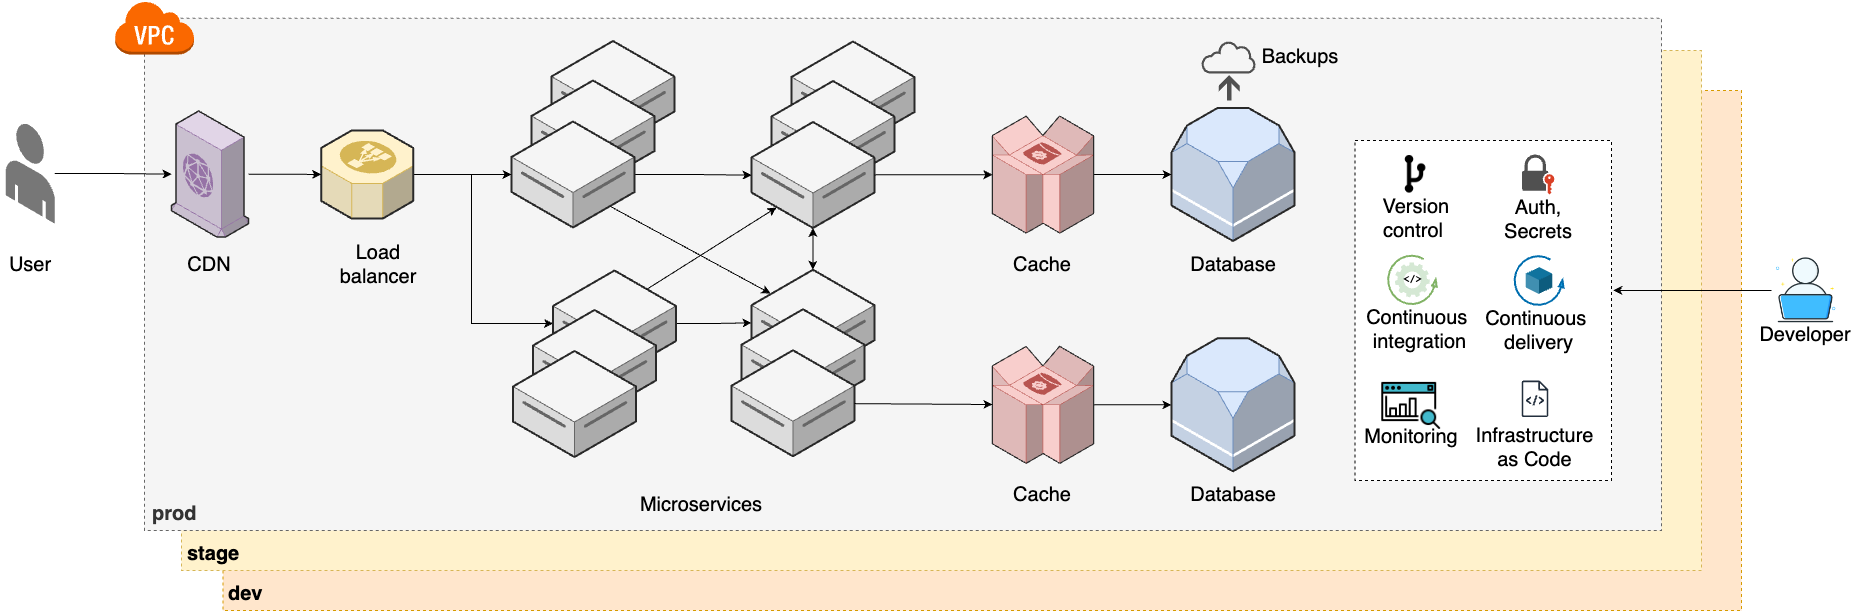 VPC
Backups
User
CDN
Load
balancer
Cache
Database
Version
control
Auth,
Secrets
</>
Continuous
integration
Continuous
delivery
Developer
Monitoring
</>
Infrastructure
as Code
Microservices
Cache
Database
prod
stage
dev